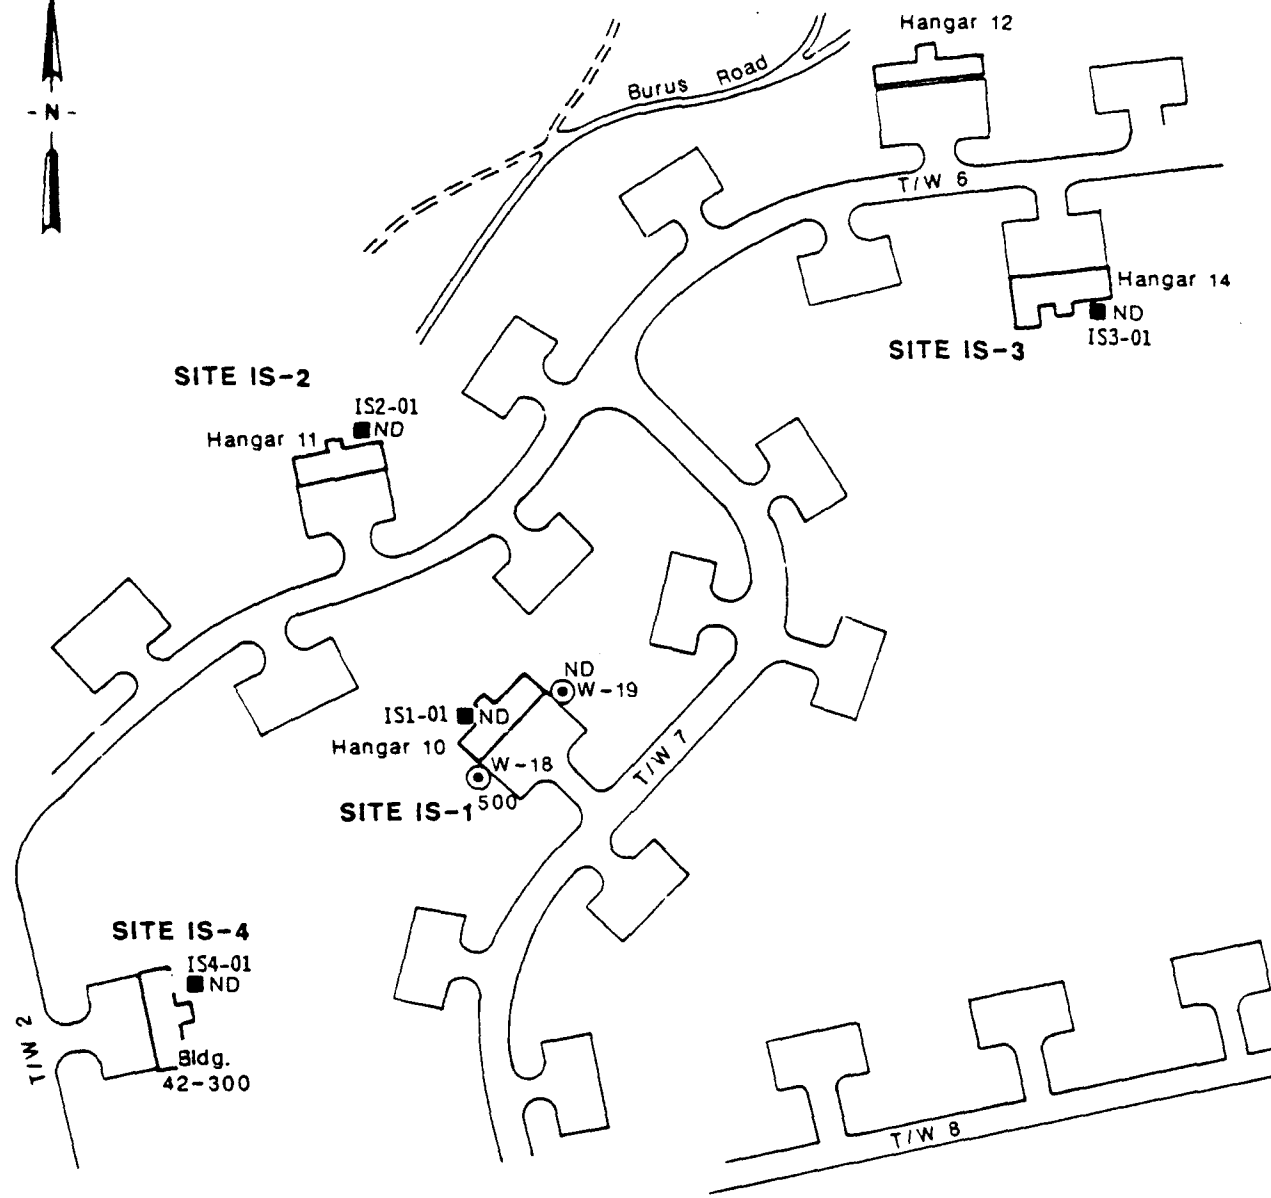 Hangar 12
-N-
Burus Road
T/W 6
Hangar 14
ND
IS3-01
SITE IS-3
SITE IS-2
IS2-01
ND
Hangar 11
ND
W-19
IS1-01 ND
Hangar 10
W-18
500
SITE IS-1
T/W 7
SITE IS-4
IS4-01
ND
T/W 2
Bldg.
42-300
T/W 8